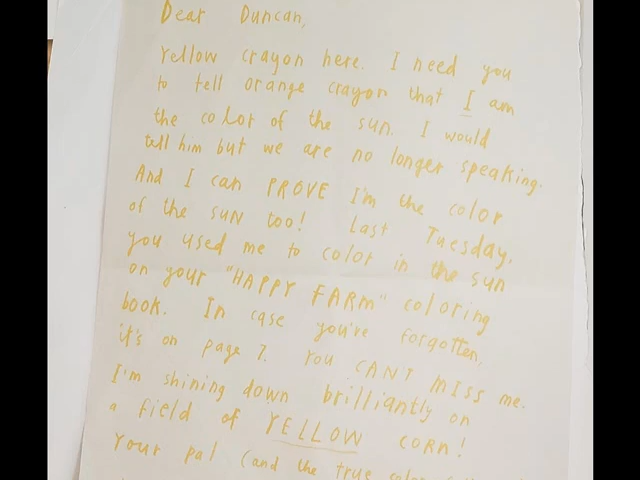 Dear Duncan,
Yellow crayon here. I need you
to tell orange crayon that I am
the color of the sun. I would
tell him but we are no longer speaking.
And I can PROVE I'm the color
of the sun too! Last Tuesday,
you used me to color in the sun
on your "HAPPY FARM" coloring
book. In case you've forgotten,
it's on page 7. You CAN'T MISS me.
I'm shining down brilliantly on
a field of YELLOW CORN!
Your pal (and the true color